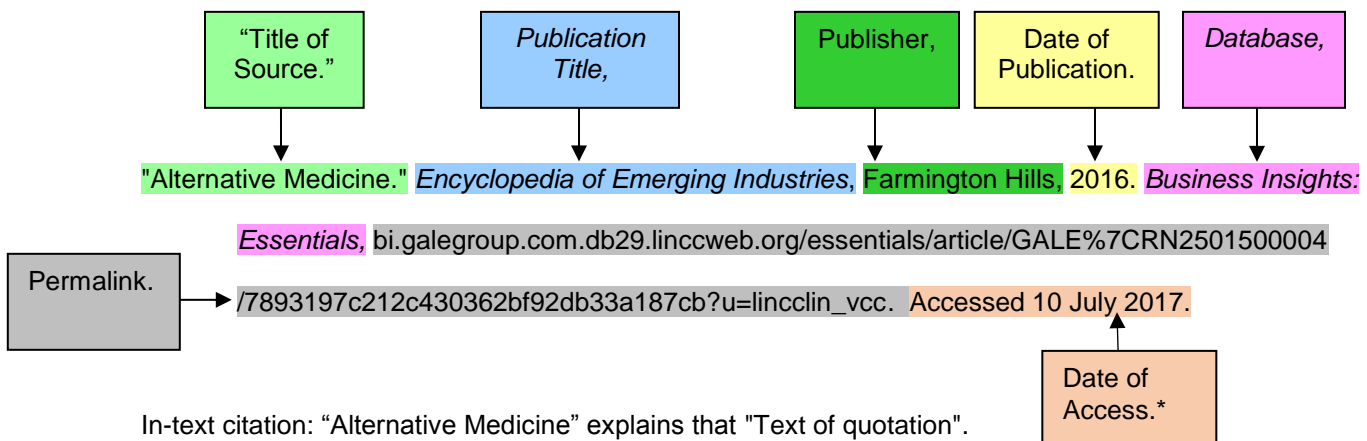 “Title of Source.”
Publication Title,
Publisher,
Date of Publication.
Database,
"Alternative Medicine." Encyclopedia of Emerging Industries, Farmington Hills, 2016. Business Insights:
Essentials, bi.galegroup.com.db29.linccweb.org/essentials/article/GALE%7CRN2501500004
Permalink.
/7893197c212c430362bf92db33a187cb?u=lincclin_vcc. Accessed 10 July 2017.
Date of Access.*
In-text citation: “Alternative Medicine” explains that "Text of quotation".